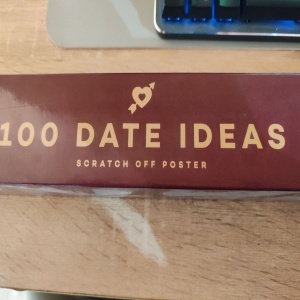 100 DATE IDEAS
SCRATCH OFF POSTER